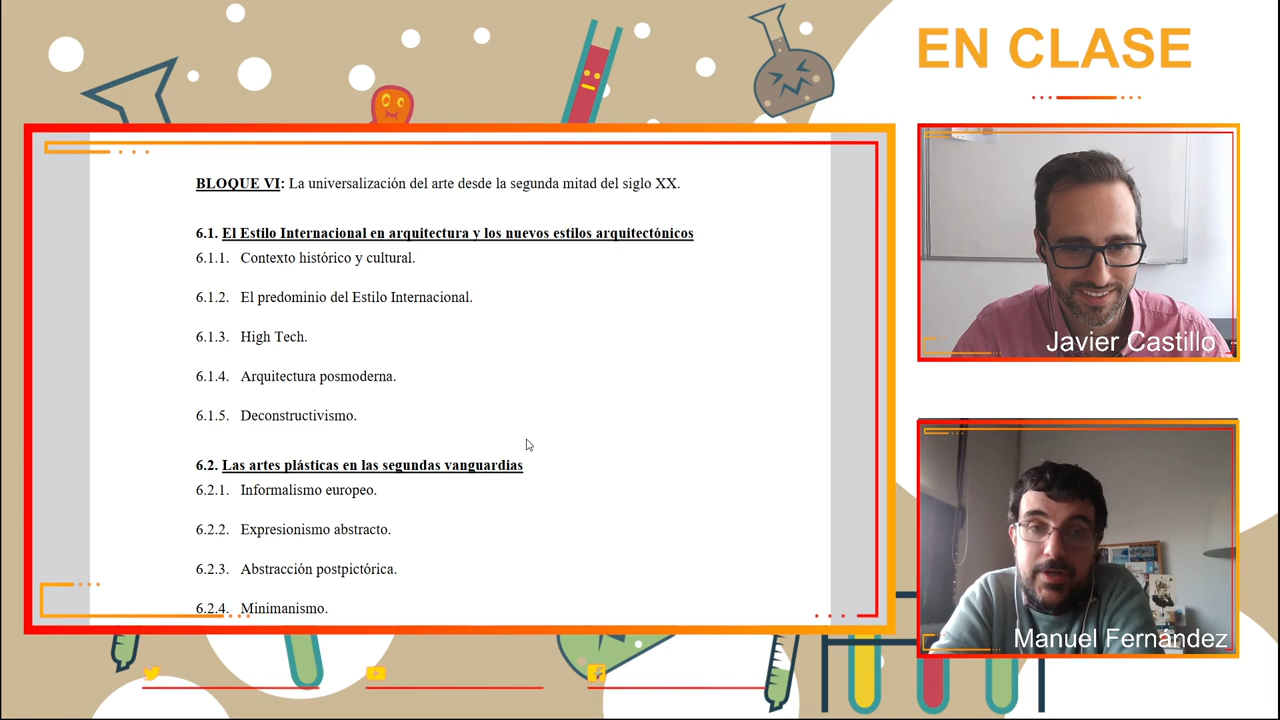 EN CLASE
BLOQUE VI: La universalización del arte desde la segunda mitad del siglo XX.
6.1. El Estilo Internacional en arquitectura y los nuevos estilos arquitectónicos
6.1.1. Contexto histórico y cultural.
6.1.2. El predominio del Estilo Internacional.
6.1.3. High Tech.
6.1.4. Arquitectura posmoderna.
6.1.5. Deconstructivismo.
6.2. Las artes plásticas en las segundas vanguardias
6.2.1. Informalismo europeo.
6.2.2. Expresionismo abstracto.
6.2.3. Abstracción postpictórica.
6.2.4. Minimanismo.
Javier Castillo
Manuel Fernández